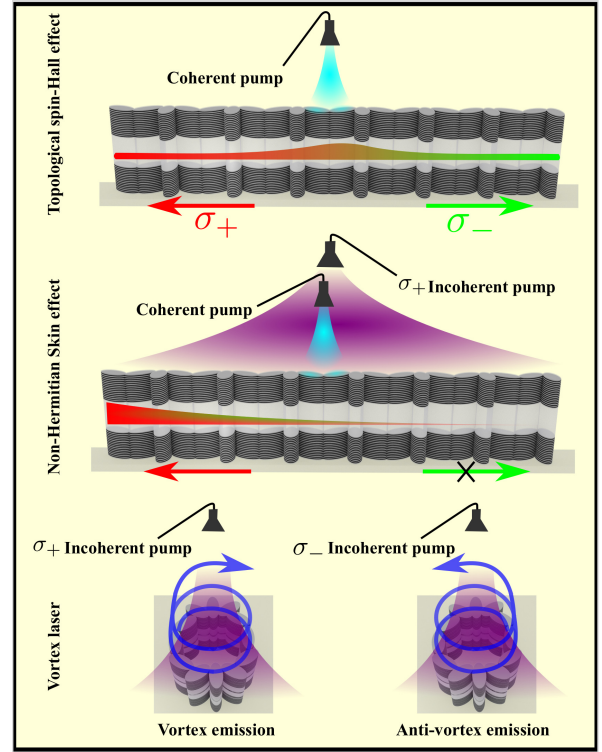 Topological spin-Hall effect
Coherent pump
σ+
σ−
Non-Hermitian Skin effect
Coherent pump
σ+ Incoherent pump
Vortex laser
σ+ Incoherent pump
σ− Incoherent pump
Vortex emission
Anti-vortex emission